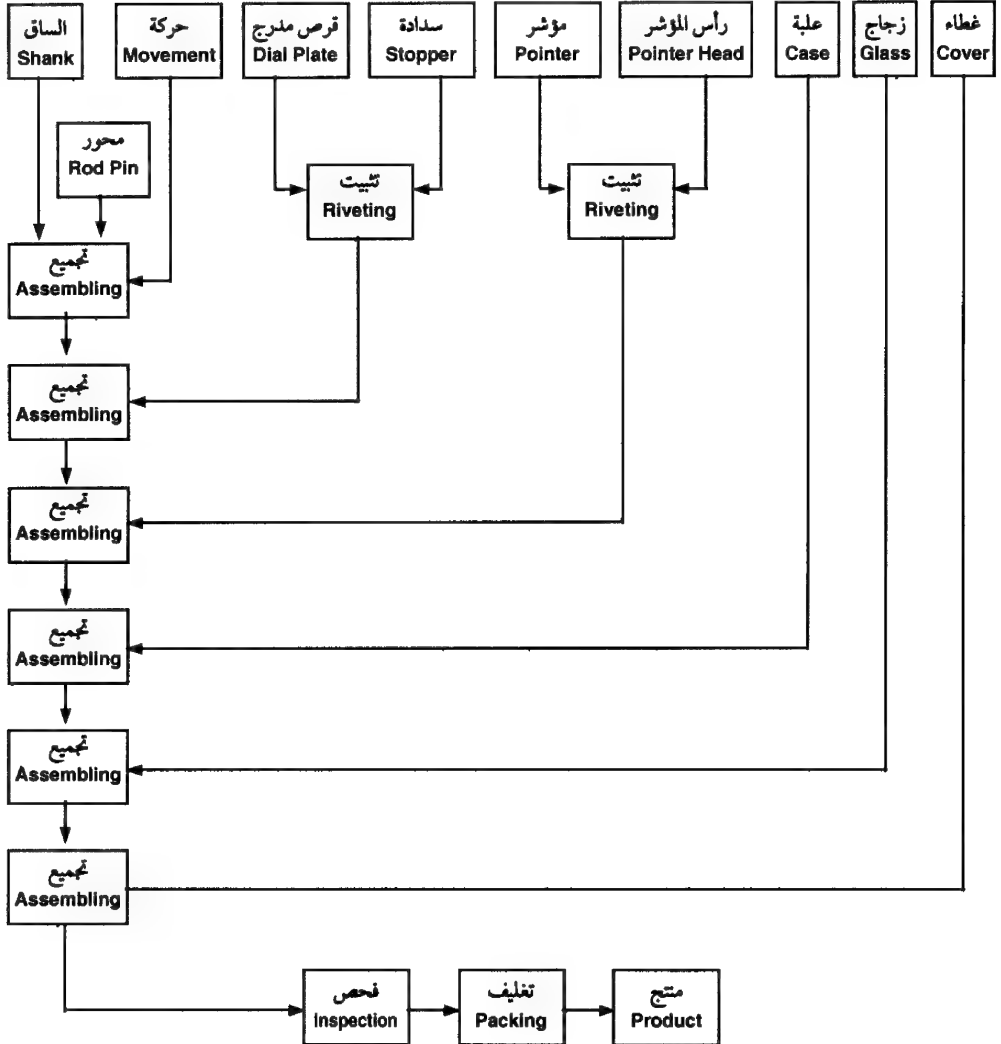 الساق
Shank
حركة
Movement
قرص مدرج
Dial Plate
سدادة
Stopper
مؤشر
Pointer
رأس المؤشر
Pointer Head
علبة
Case
زجاج
Glass
غطاء
Cover
محور
Rod Pin
تثبيت
Riveting
تثبيت
Riveting
تجميع
Assembling
تجميع
Assembling
تجميع
Assembling
تجميع
Assembling
تجميع
Assembling
تجميع
Assembling
فحص
Inspection
تغليف
Packing
منتج
Product